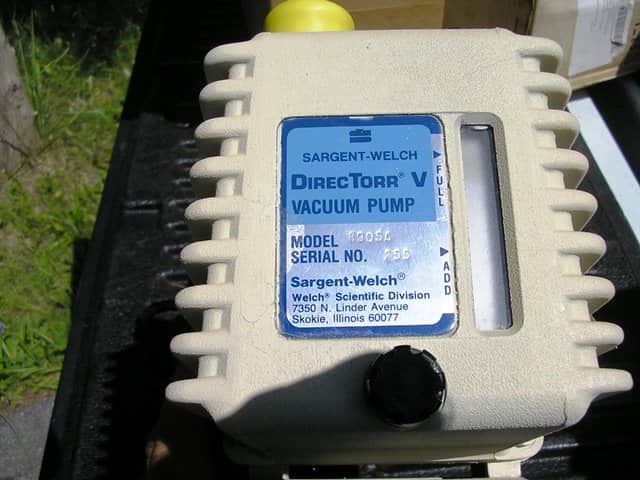 SARGENT-WELCH
DIRECTORR® V
VACUUM PUMP
FULL
MODEL 8905A
SERIAL NO.
ADD
Sargent-Welch®
Welch® Scientific Division
7350 N. Linder Avenue
Skokie, Illinois 60077